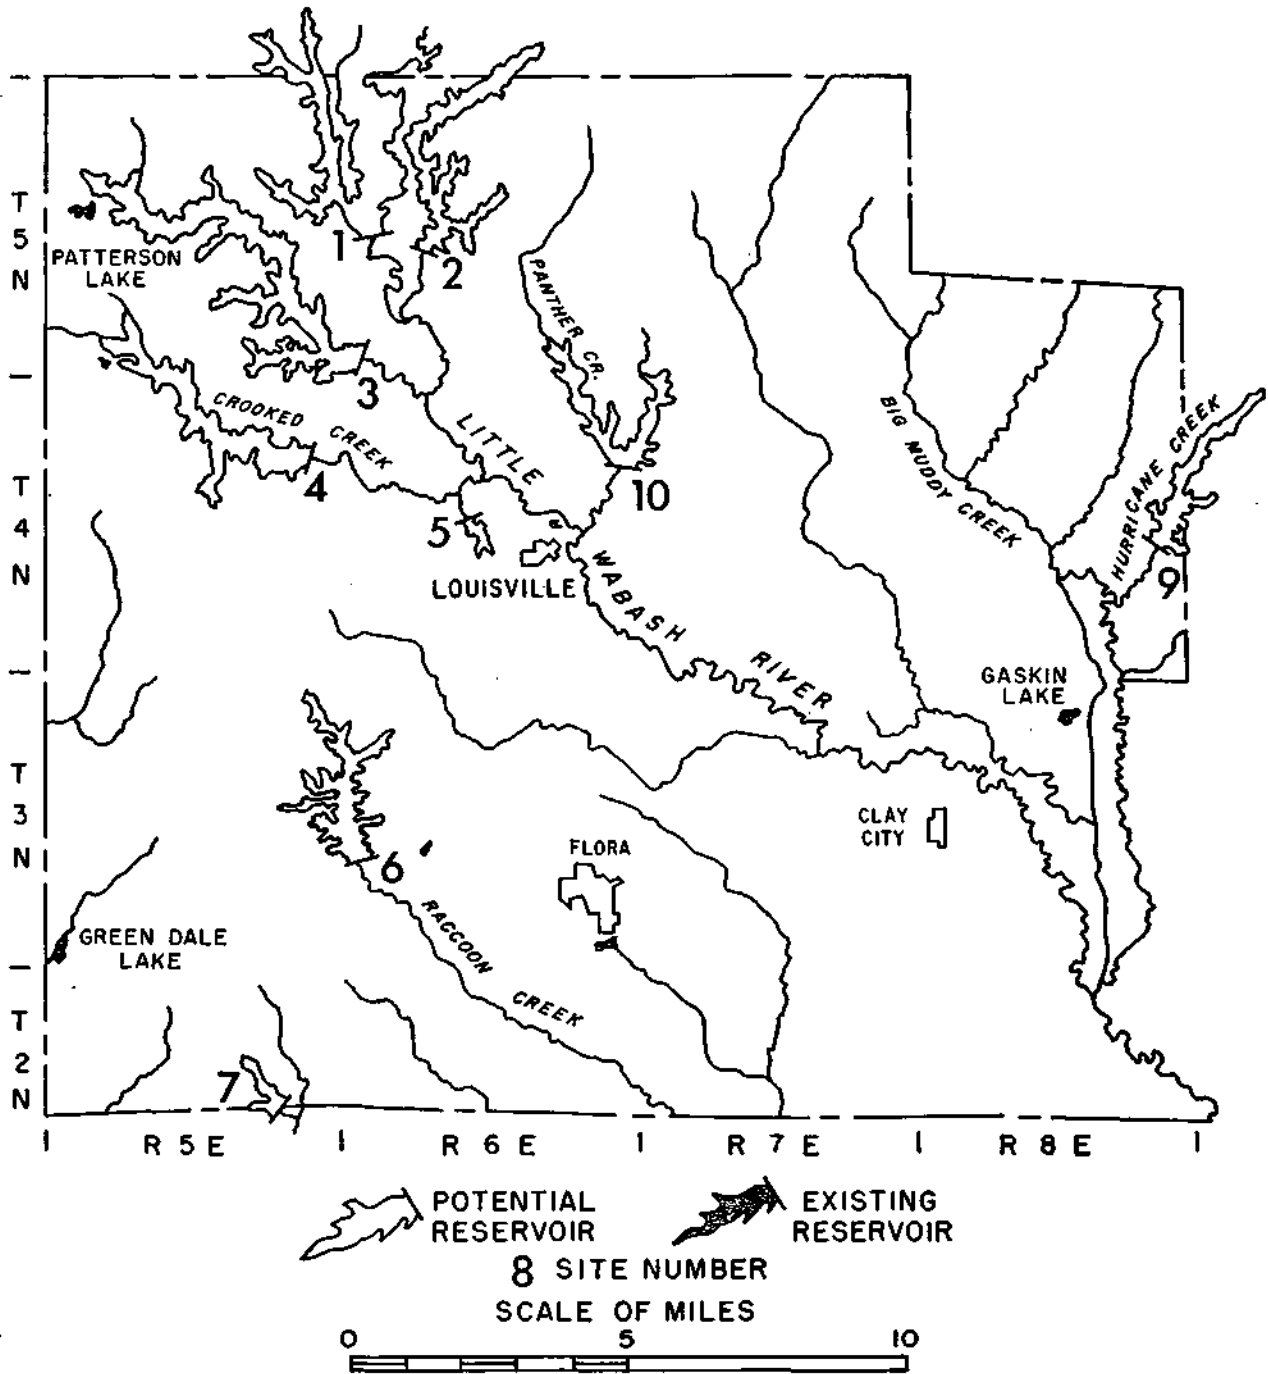 T
5
N
PATTERSON
LAKE
1
2
PANTHER CR.
3
CROOKED CREEK
4
LITTLE WABASH RIVER
5
10
LOUISVILLE
BIG MUDDY CREEK
HURRICANE CREEK
9
T
4
N
GASKIN
LAKE
T
3
N
CLAY
CITY
FLORA
6
RACCOON CREEK
GREEN DALE
LAKE
T
2
N
7
R 5 E
R 6 E
R 7 E
R 8 E
POTENTIAL
RESERVOIR
EXISTING
RESERVOIR
8 SITE NUMBER
SCALE OF MILES
0 5 10